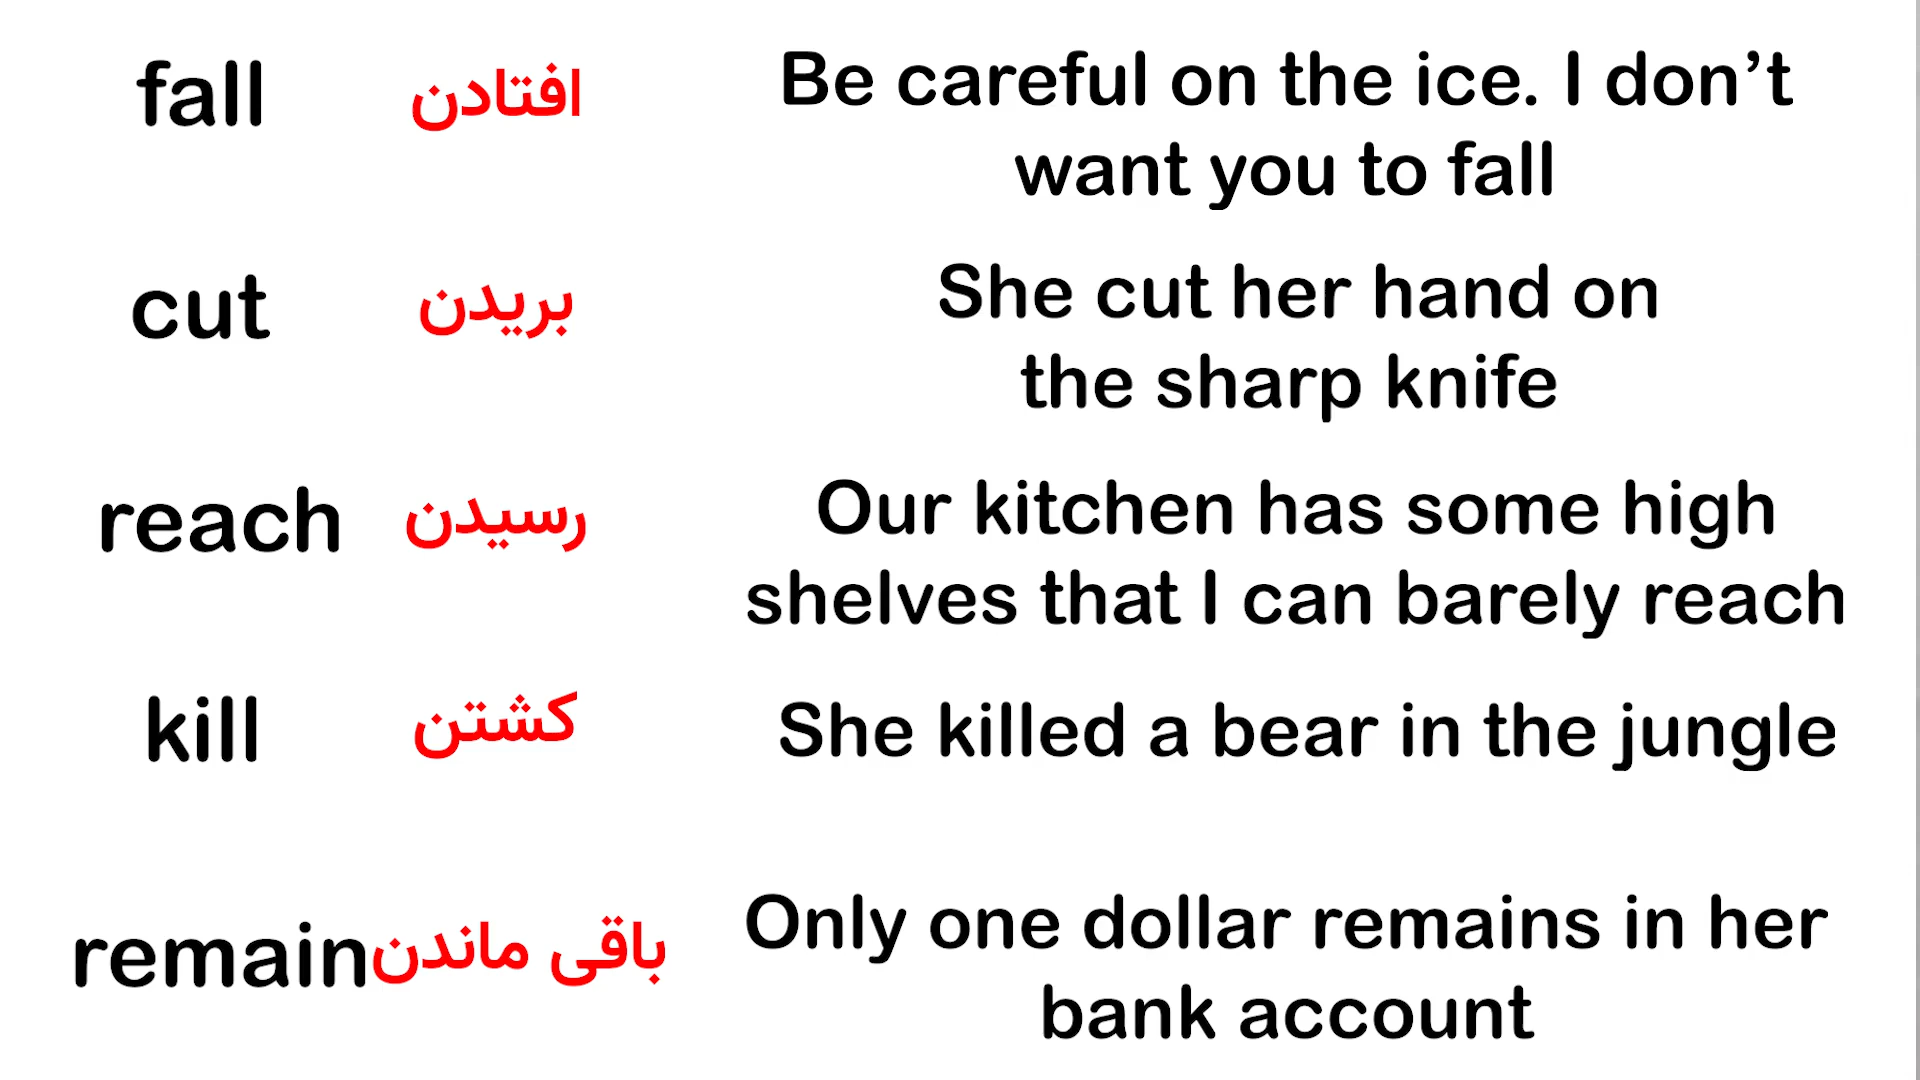 fall افتادن Be careful on the ice. I don’t
want you to fall
cut بریدن She cut her hand on
the sharp knife
reach رسیدن Our kitchen has some high
shelves that I can barely reach
kill کشتن She killed a bear in the jungle
remain باقی ماندن Only one dollar remains in her
bank account